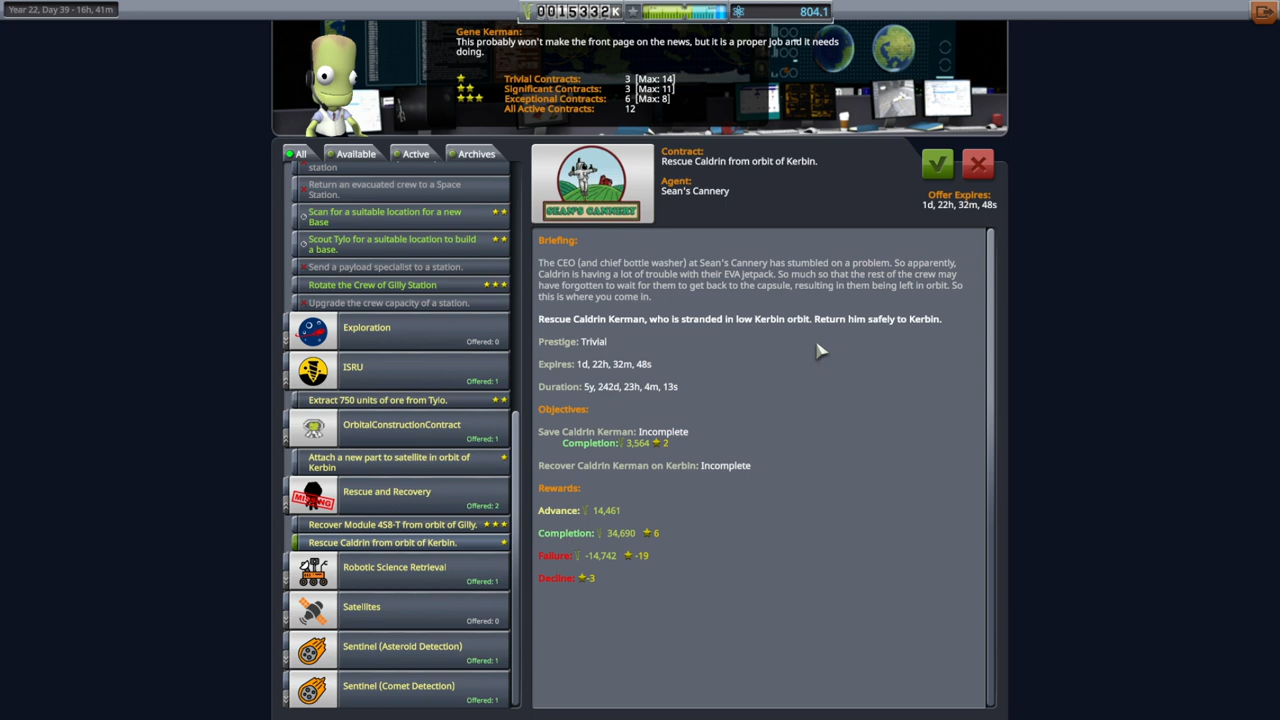 Year 22, Day 39 - 16h, 41m
0015332K
804.1
Gene Kerman:
This probably won't make the front page on the news, but it is a proper job and it needs
doing.
Trivial Contracts: 3 [Max: 14]
Significant Contracts: 3 [Max: 11]
Exceptional Contracts: 6 [Max: 8]
All Active Contracts: 12
All
Available
Active
Archives
station
Return an evacuated crew to a Space
Station.
Scan for a suitable location for a new
Base
Scout Tylo for a suitable location to build
a base.
Send a payload specialist to a station.
Rotate the Crew of Gilly Station
Upgrade the crew capacity of a station.
Exploration
Offered: 0
ISRU
Offered: 1
Extract 750 units of ore from Tylo.
OrbitalConstructionContract
Offered: 1
Attach a new part to satellite in orbit of
Kerbin
MISSING
Rescue and Recovery
Offered: 2
Recover Module 4S8-T from orbit of Gilly.
Rescue Caldrin from orbit of Kerbin.
Robotic Science Retrieval
Offered: 1
Satellites
Offered: 0
Sentinel (Asteroid Detection)
Offered: 1
Sentinel (Comet Detection)
Offered: 1
SEAN'S CANNERY
Contract:
Rescue Caldrin from orbit of Kerbin.
Agent:
Sean's Cannery
Offer Expires:
1d, 22h, 32m, 48s
Briefing:
The CEO (and chief bottle washer) at Sean's Cannery has stumbled on a problem. So apparently,
Caldrin is having a lot of trouble with their EVA jetpack. So much so that the rest of the crew may
have forgotten to wait for them to get back to the capsule, resulting in them being left in orbit. So
this is where you come in.
Rescue Caldrin Kerman, who is stranded in low Kerbin orbit. Return him safely to Kerbin.
Prestige: Trivial
Expires: 1d, 22h, 32m, 48s
Duration: 5y, 242d, 23h, 4m, 13s
Objectives:
Save Caldrin Kerman: Incomplete
Completion: 3,564 2
Recover Caldrin Kerman on Kerbin: Incomplete
Rewards:
Advance: 14,461
Completion: 34,690 6
Failure: -14,742 -19
Decline: -3